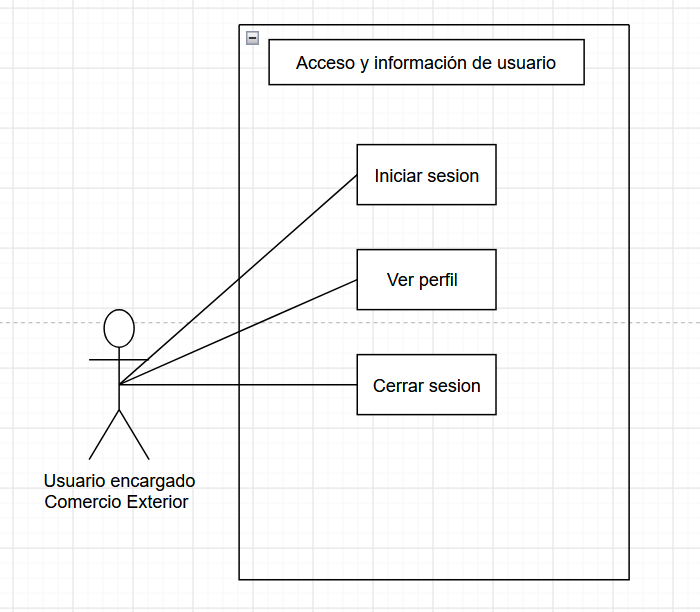 Acceso y información de usuario
Iniciar sesion
Ver perfil
Cerrar sesion
Usuario encargado
Comercio Exterior